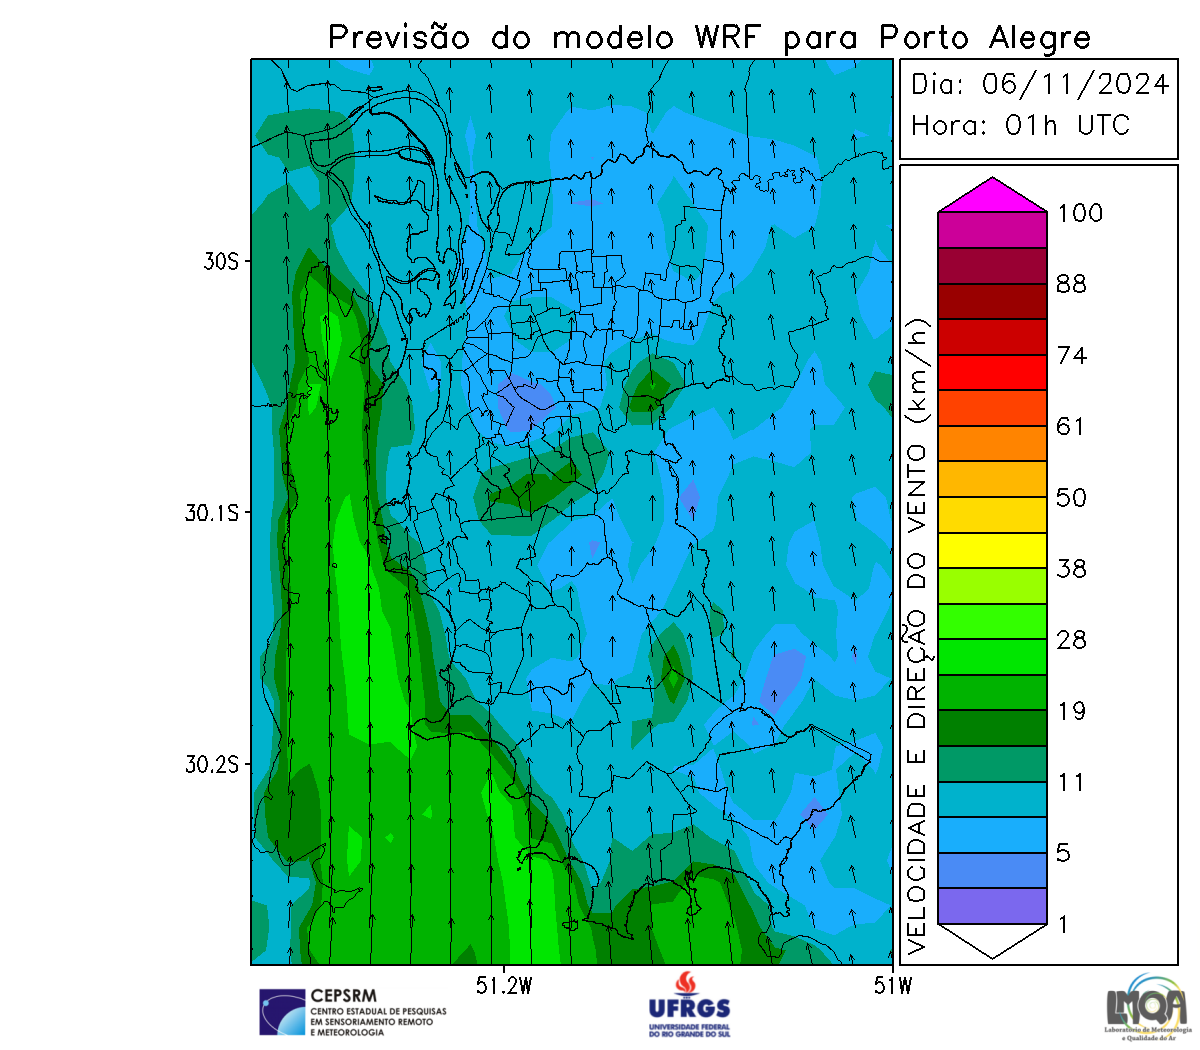 Previsão do modelo WRF para Porto Alegre
Dia: 06/11/2024
Hora: 01h UTC
30S
30.1S
30.2S
51.2W
51W
VELOCIDADE E DIREÇÃO DO VENTO (km/h)
100
88
74
61
50
38
28
19
11
5
1
CEPSRM
CENTRO ESTADUAL DE PESQUISAS
EM SENSORIAMENTO REMOTO
E METEOROLOGIA
UFRGS
UNIVERSIDADE FEDERAL
DO RIO GRANDE DO SUL
LMQA
Laboratório de Meteorologia
e Qualidade do Ar